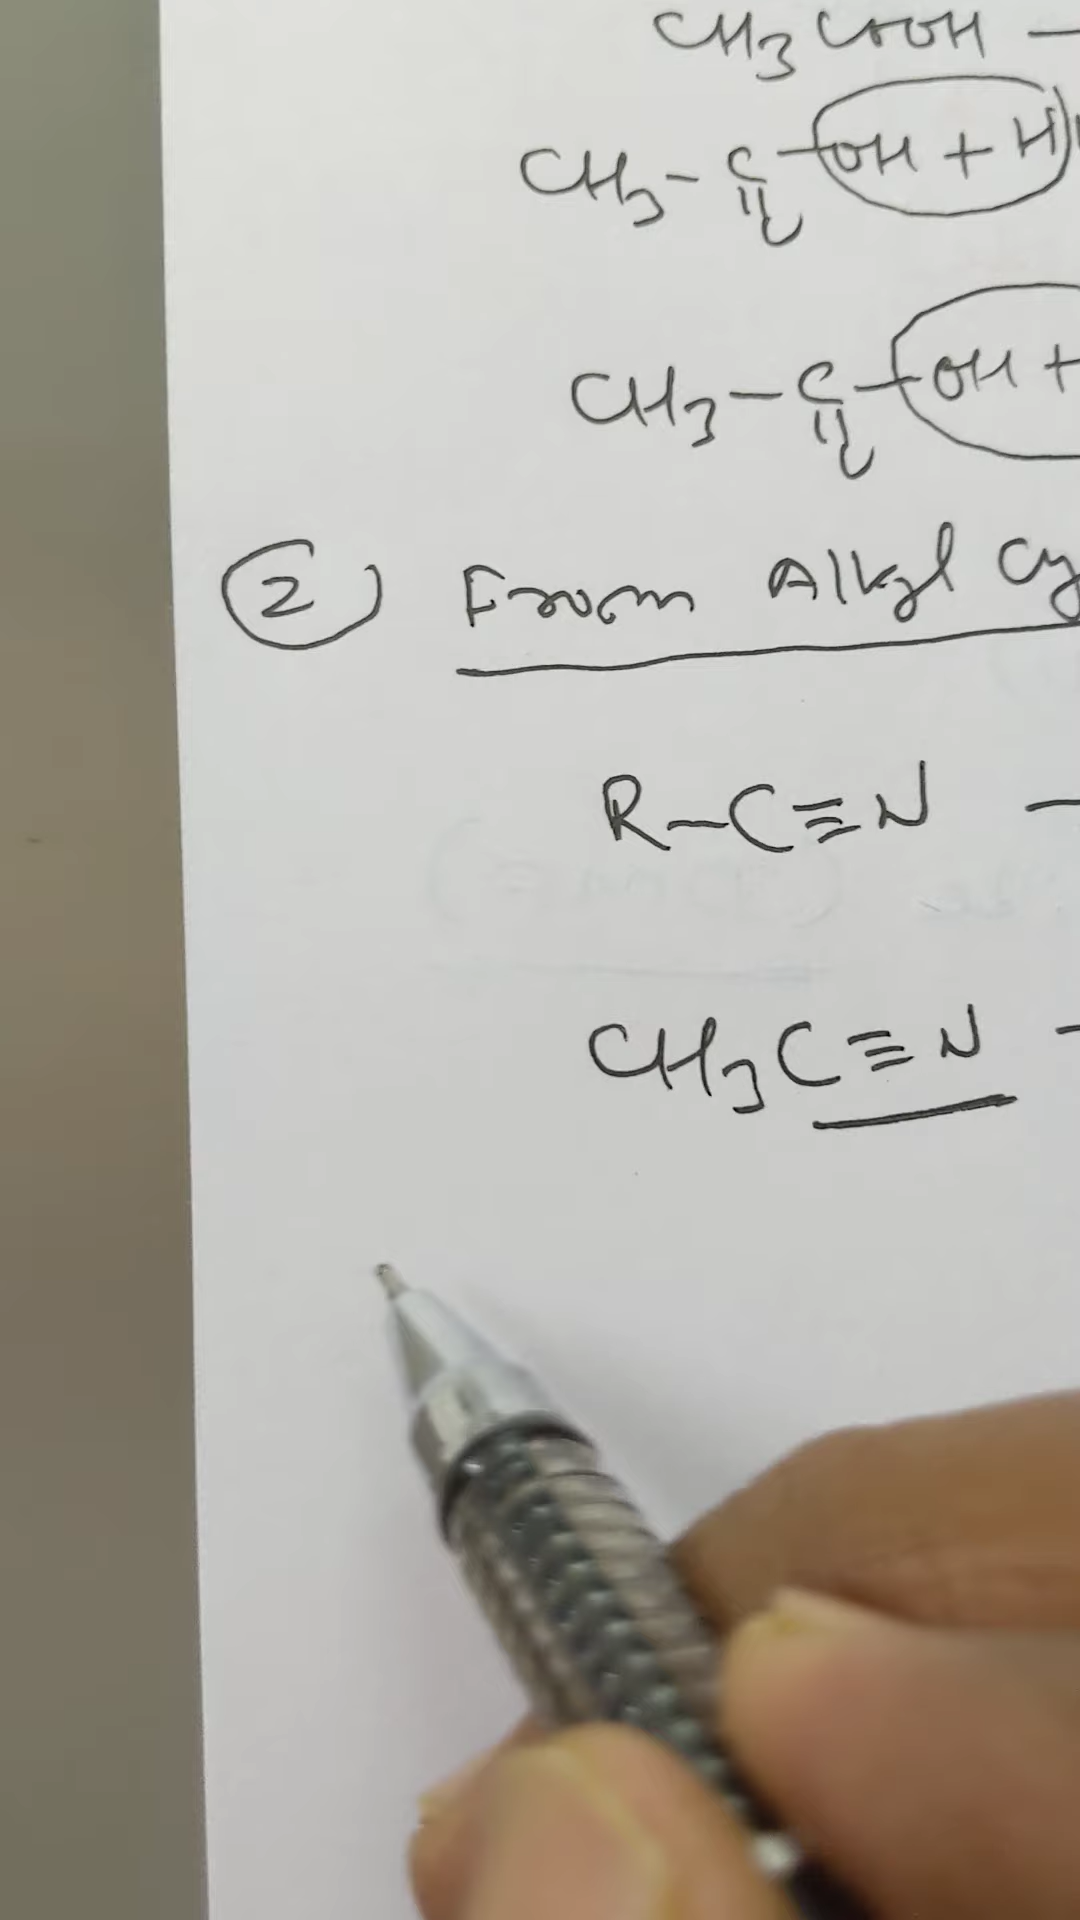 CH3COOH —
CH3-C-OH + H
||
O
CH3-C-OH +
||
O
② From Alkyl Cy
R-C≡N —
CH3C≡N -